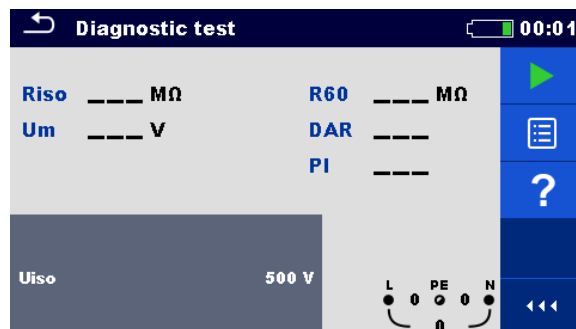 Diagnostic test 00:01
Riso ___ MΩ R60 ___ MΩ
Um ___ V DAR ___
PI ___
?
Uiso 500 V
L PE N
0 0
0